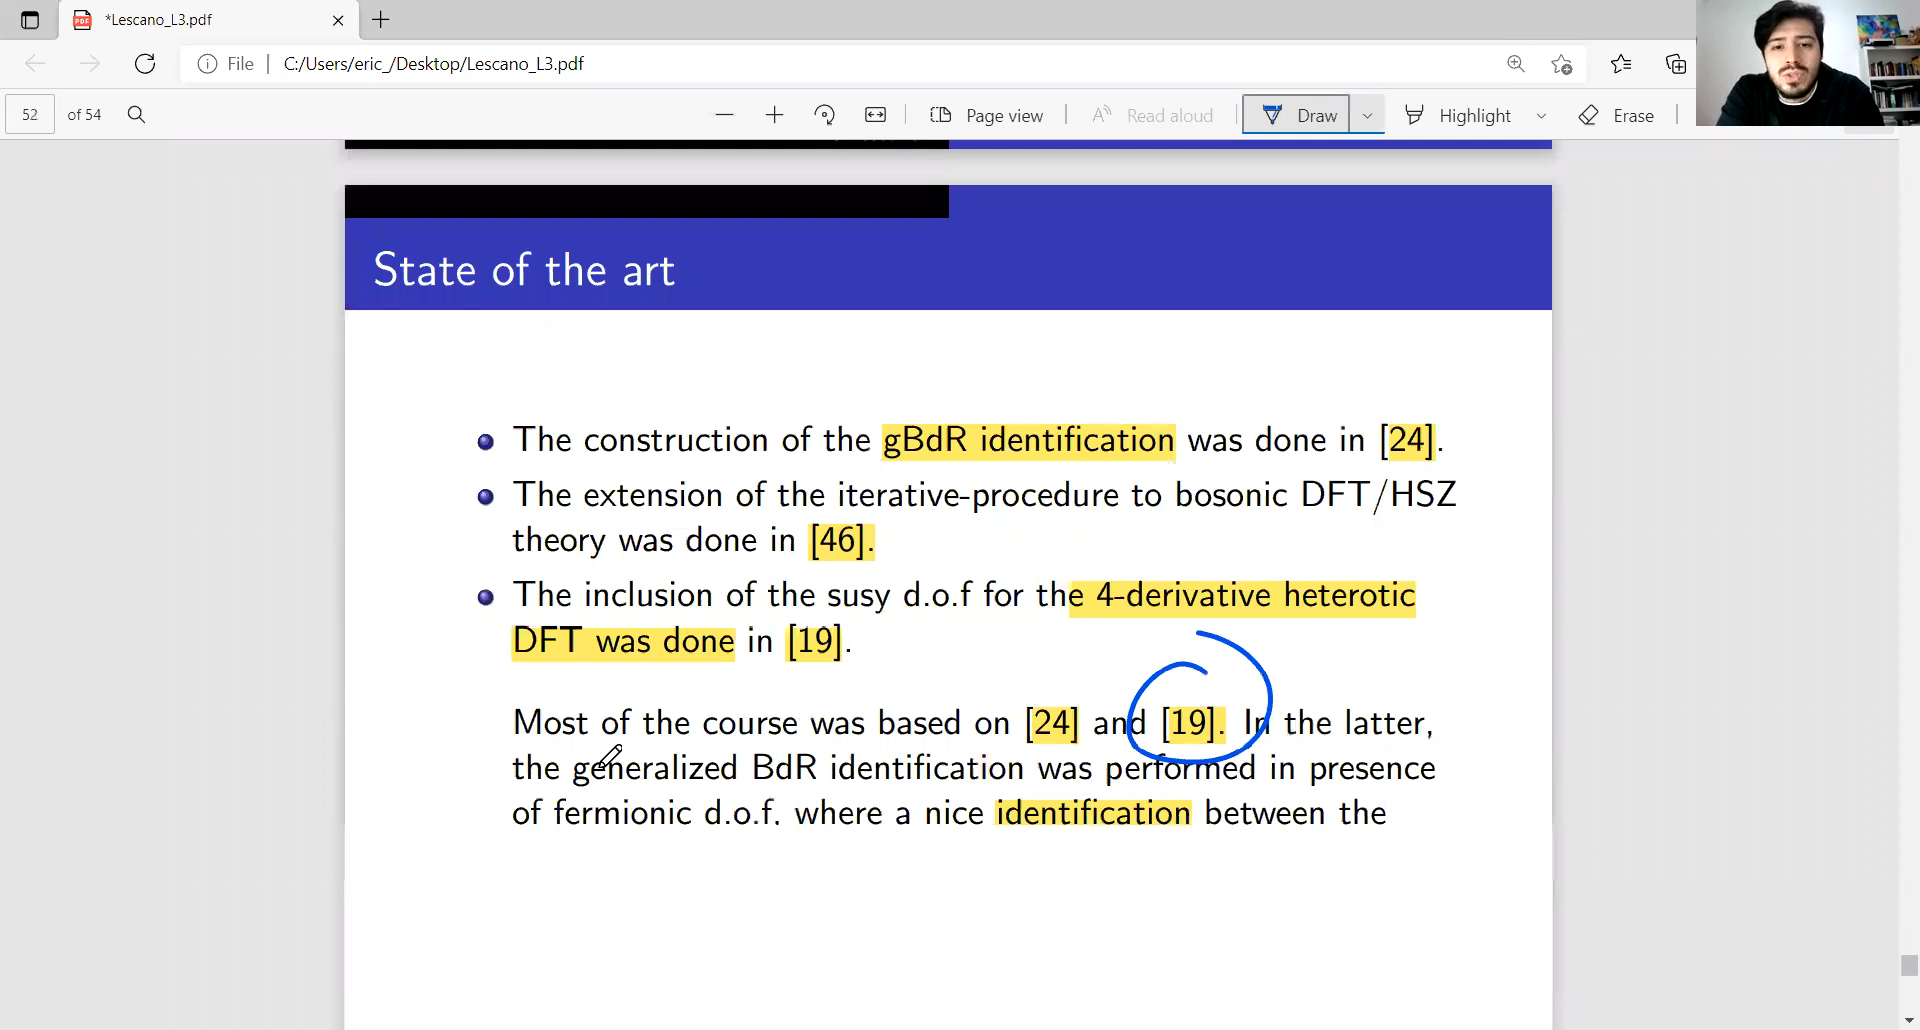 *Lescano_L3.pdf
File C:/Users/eric_/Desktop/Lescano_L3.pdf
52 of 54 Page view Read aloud Draw Highlight Erase
State of the art
The construction of the gBdR identification was done in [24].
The extension of the iterative-procedure to bosonic DFT/HSZ
theory was done in [46].
The inclusion of the susy d.o.f for the 4-derivative heterotic
DFT was done in [19].
Most of the course was based on [24] and [19]. In the latter,
the generalized BdR identification was performed in presence
of fermionic d.o.f, where a nice identification between the